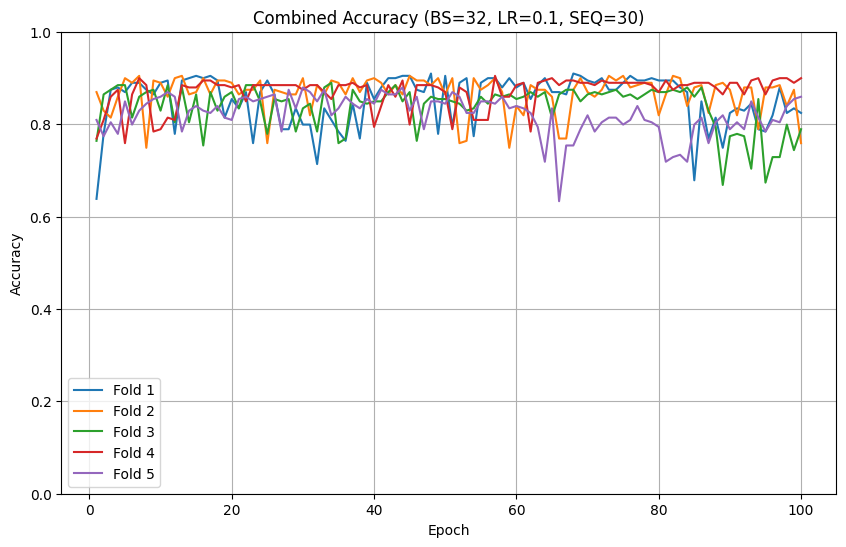 Combined Accuracy (BS=32, LR=0.1, SEQ=30)
1.0
0.8
0.6
0.4
0.2
0.0
Accuracy
Fold 1
Fold 2
Fold 3
Fold 4
Fold 5
0 20 40 60 80 100
Epoch